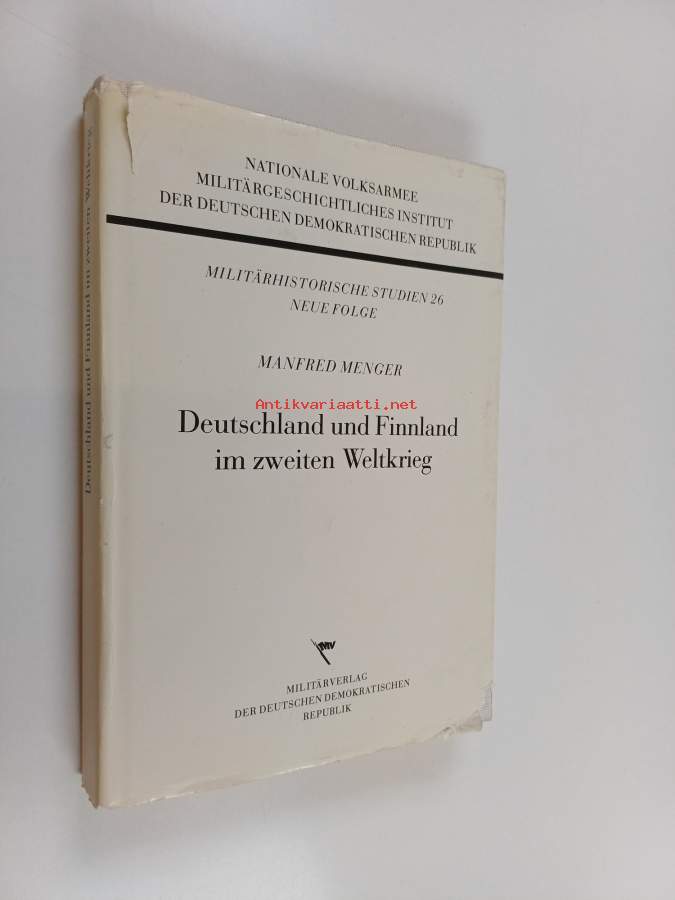 NATIONALE VOLKSARMEE
MILITÄRGESCHICHTLICHES INSTITUT
DER DEUTSCHEN DEMOKRATISCHEN REPUBLIK
MILITÄRHISTORISCHE STUDIEN 26
NEUE FOLGE
MANFRED MENGER
Antikvariaatti.net
Deutschland und Finnland
im zweiten Weltkrieg
MV
MILITÄRVERLAG
DER DEUTSCHEN DEMOKRATISCHEN
REPUBLIK
Deutschland und Finnland im zweiten Weltkrieg